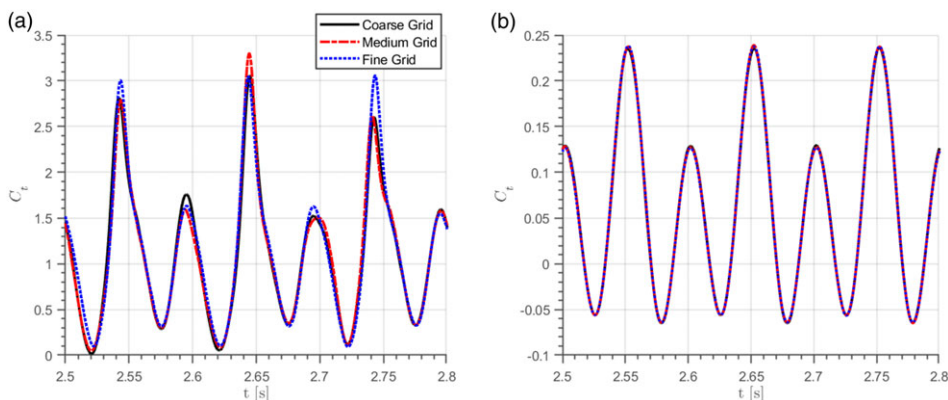 (a)
Coarse Grid
Medium Grid
Fine Grid
3.5
3
2.5
2
1.5
1
0.5
0
C_t
2.5 2.55 2.6 2.65 2.7 2.75 2.8
t [s]
(b)
0.25
0.2
0.15
0.1
0.05
0
-0.05
-0.1
C_t
2.5 2.55 2.6 2.65 2.7 2.75 2.8
t [s]